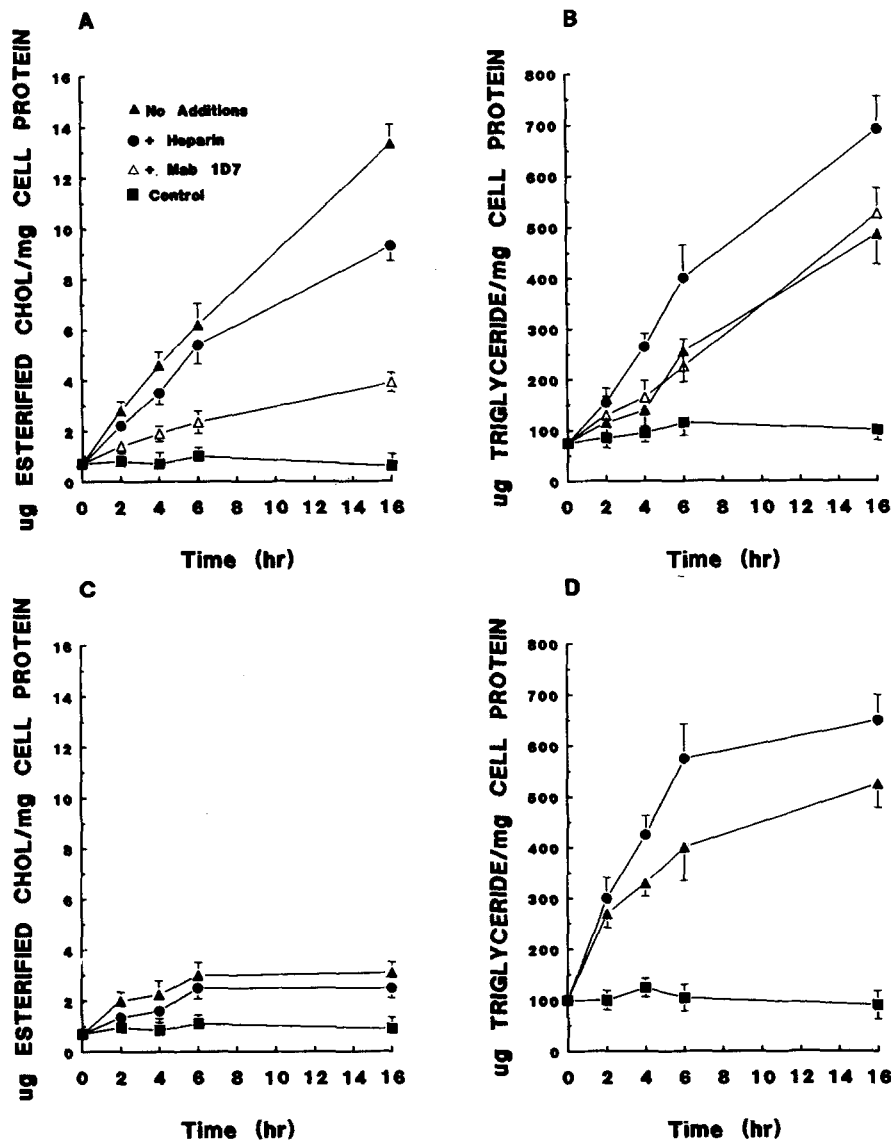 A
ug ESTERIFIED CHOL/mg CELL PROTEIN
16
14
12
10
8
6
4
2
0
▲ No Additions
● + Heparin
△ + Mab 1D7
■ Control
0 2 4 6 8 10 12 14 16
Time (hr)
B
ug TRIGLYCERIDE/mg CELL PROTEIN
800
700
600
500
400
300
200
100
0
0 2 4 6 8 10 12 14 16
Time (hr)
C
ug ESTERIFIED CHOL/mg CELL PROTEIN
16
14
12
10
8
6
4
2
0
0 2 4 6 8 10 12 14 16
Time (hr)
D
ug TRIGLYCERIDE/mg CELL PROTEIN
800
700
600
500
400
300
200
100
0
0 2 4 6 8 10 12 14 16
Time (hr)